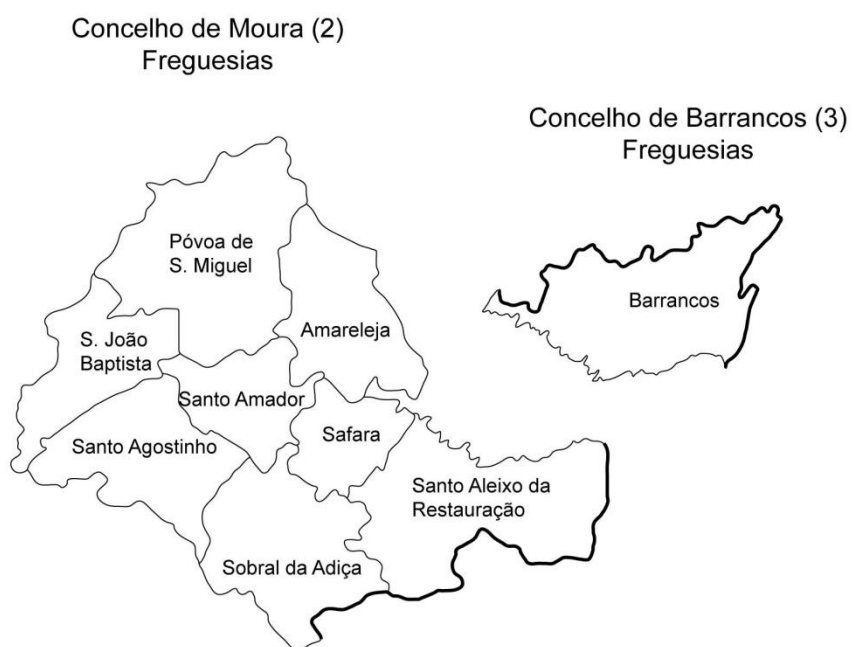 Concelho de Moura (2)
Freguesias
Concelho de Barrancos (3)
Freguesias
Póvoa de
S. Miguel
Barrancos
Amareleja
S. João
Baptista
Santo Amador
Safara
Santo Agostinho
Santo Aleixo da
Restauração
Sobral da Adiça